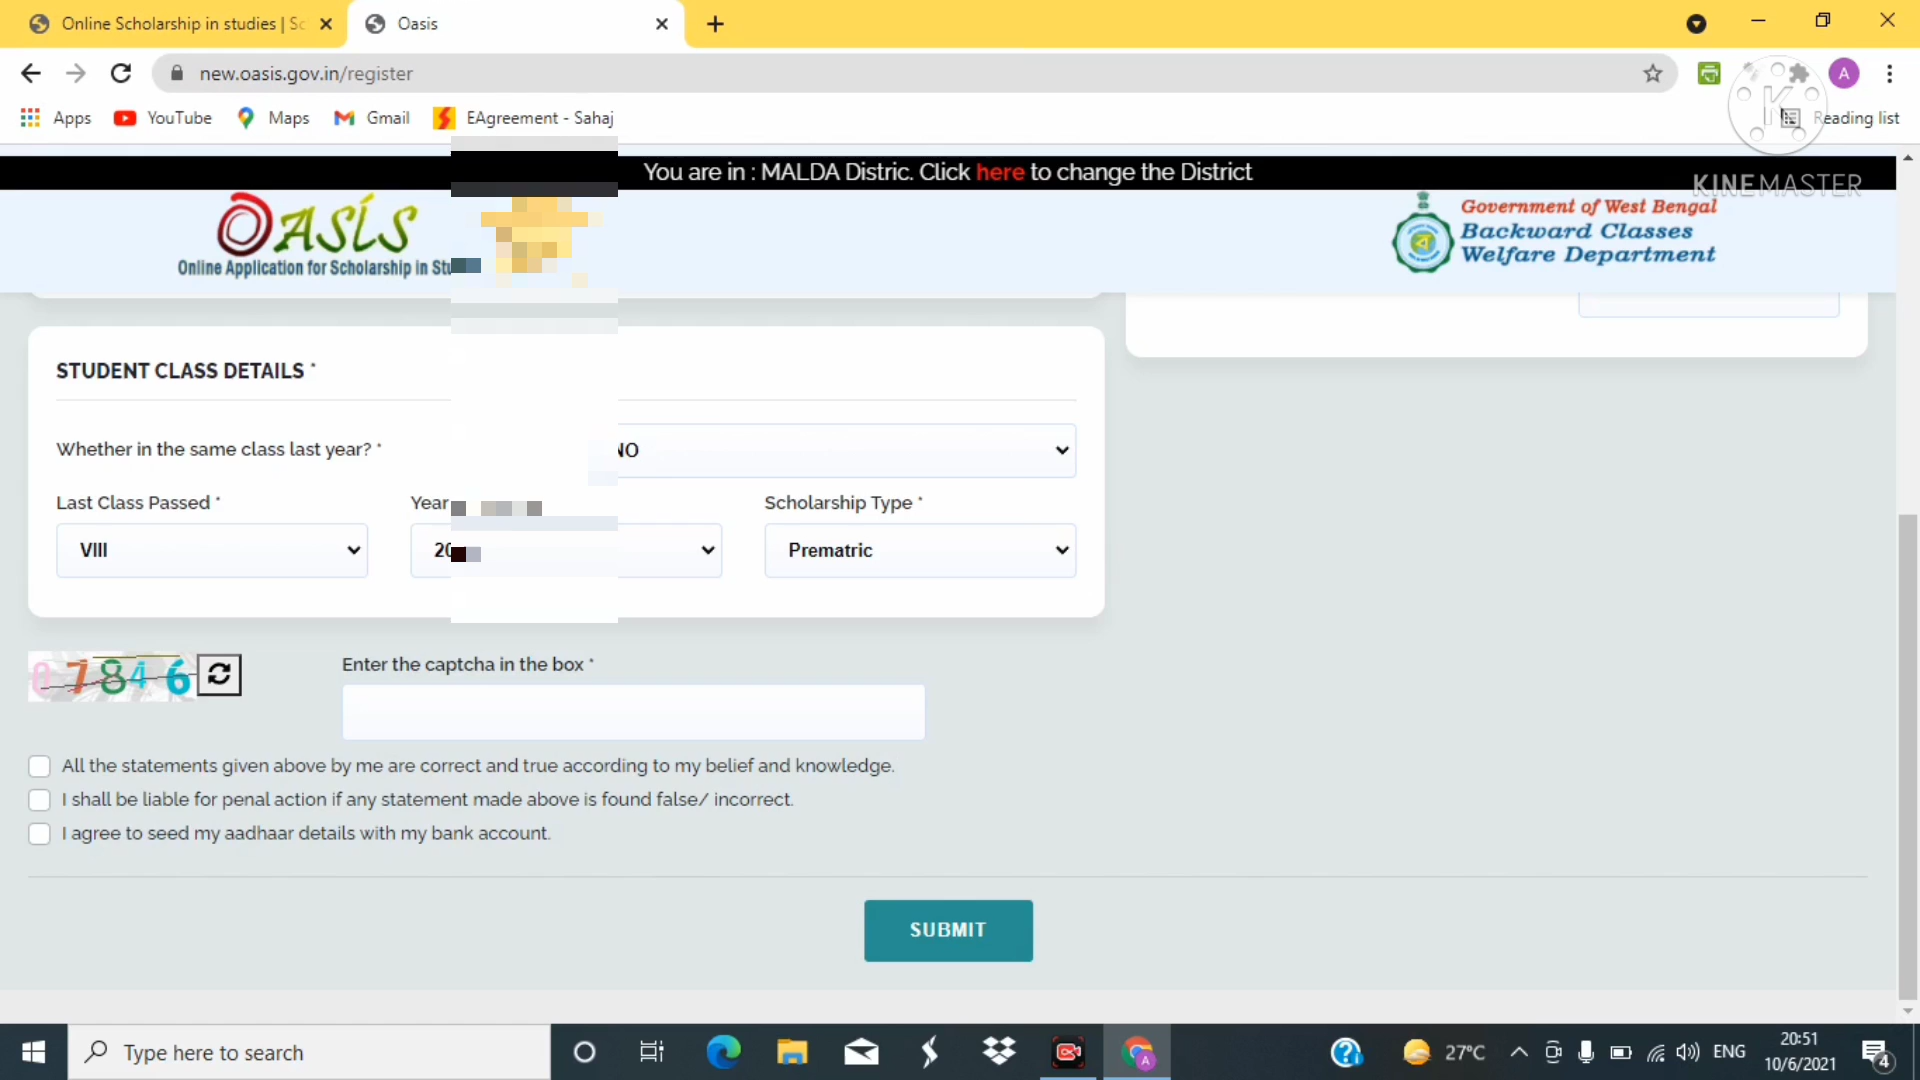 Online Scholarship in studies | Sc
Oasis
new.oasis.gov.in/register
A
Apps
YouTube
Maps
Gmail
EAgreement - Sahaj
Reading list
You are in : MALDA Distric. Click here to change the District
KINEMASTER
OASIS
Online Application for Scholarship in Stu
Government of West Bengal
Backward Classes
Welfare Department
STUDENT CLASS DETAILS *
Whether in the same class last year? *
NO
Last Class Passed *
Year
Scholarship Type *
VIII
20
Prematric
07846
Enter the captcha in the box *
All the statements given above by me are correct and true according to my belief and knowledge.
I shall be liable for penal action if any statement made above is found false/ incorrect.
I agree to seed my aadhaar details with my bank account.
SUBMIT
Type here to search
27°C
ENG
20:51
10/6/2021
4